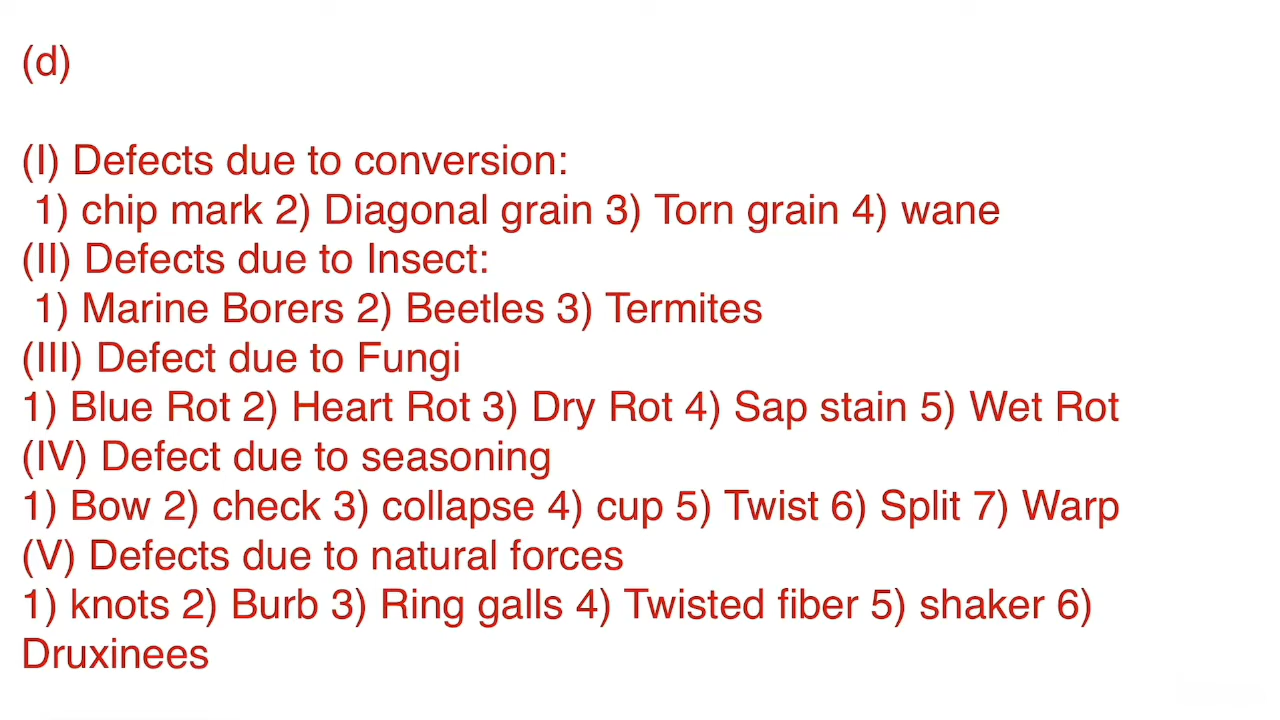 (d)
(I) Defects due to conversion:
1) chip mark 2) Diagonal grain 3) Torn grain 4) wane
(II) Defects due to Insect:
1) Marine Borers 2) Beetles 3) Termites
(III) Defect due to Fungi
1) Blue Rot 2) Heart Rot 3) Dry Rot 4) Sap stain 5) Wet Rot
(IV) Defect due to seasoning
1) Bow 2) check 3) collapse 4) cup 5) Twist 6) Split 7) Warp
(V) Defects due to natural forces
1) knots 2) Burb 3) Ring galls 4) Twisted fiber 5) shaker 6)
Druxinees